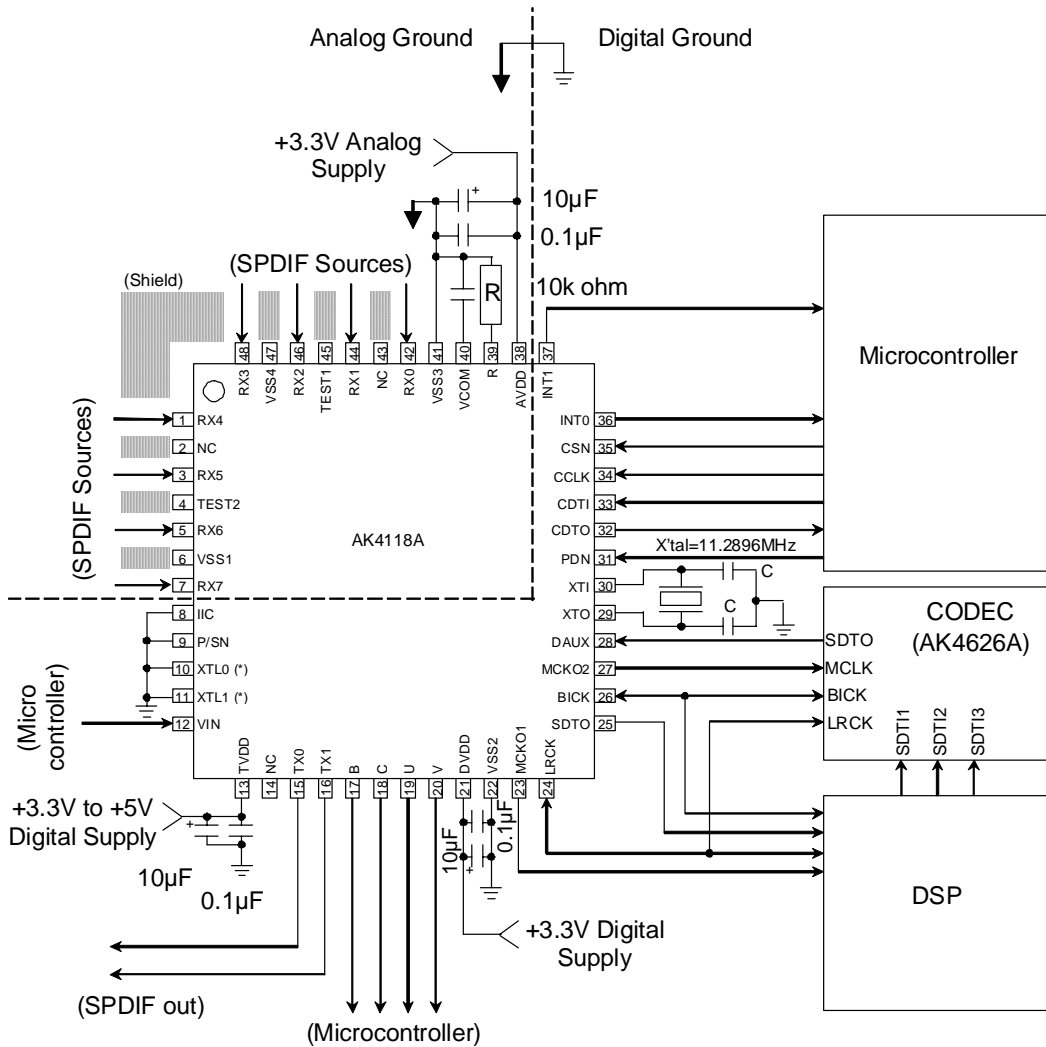 Analog Ground
Digital Ground
+3.3V Analog
Supply
10µF
0.1µF
(Shield)
(SPDIF Sources)
R
10k ohm
48
47
46
45
44
43
42
41
40
39
38
37
RX3
VSS4
RX2
TEST1
RX1
NC
RX0
VSS3
VCOM
R
AVDD
INT1
Microcontroller
(SPDIF Sources)
1 RX4
2 NC
3 RX5
4 TEST2
5 RX6
6 VSS1
7 RX7
8 IIC
9 P/SN
10 XTL0 (*)
11 XTL1 (*)
12 VIN
(Micro
controller)
AK4118A
INT0 36
CSN 35
CCLK 34
CDTI 33
CDTO 32
PDN 31
XTI 30
XTO 29
DAUX 28
MCKO2 27
BICK 26
SDTO 25
X'tal=11.2896MHz
C
C
CODEC
(AK4626A)
SDTO
MCLK
BICK
LRCK
SDTI1
SDTI2
SDTI3
TVDD
NC
TX0
TX1
B
C
U
V
DVDD
VSS2
MCKO1
LRCK
13
14
15
16
17
18
19
20
21
22
23
24
+3.3V to +5V
Digital Supply
10µF
0.1µF
10µF
0.1µF
+3.3V Digital
Supply
DSP
(SPDIF out)
(Microcontroller)